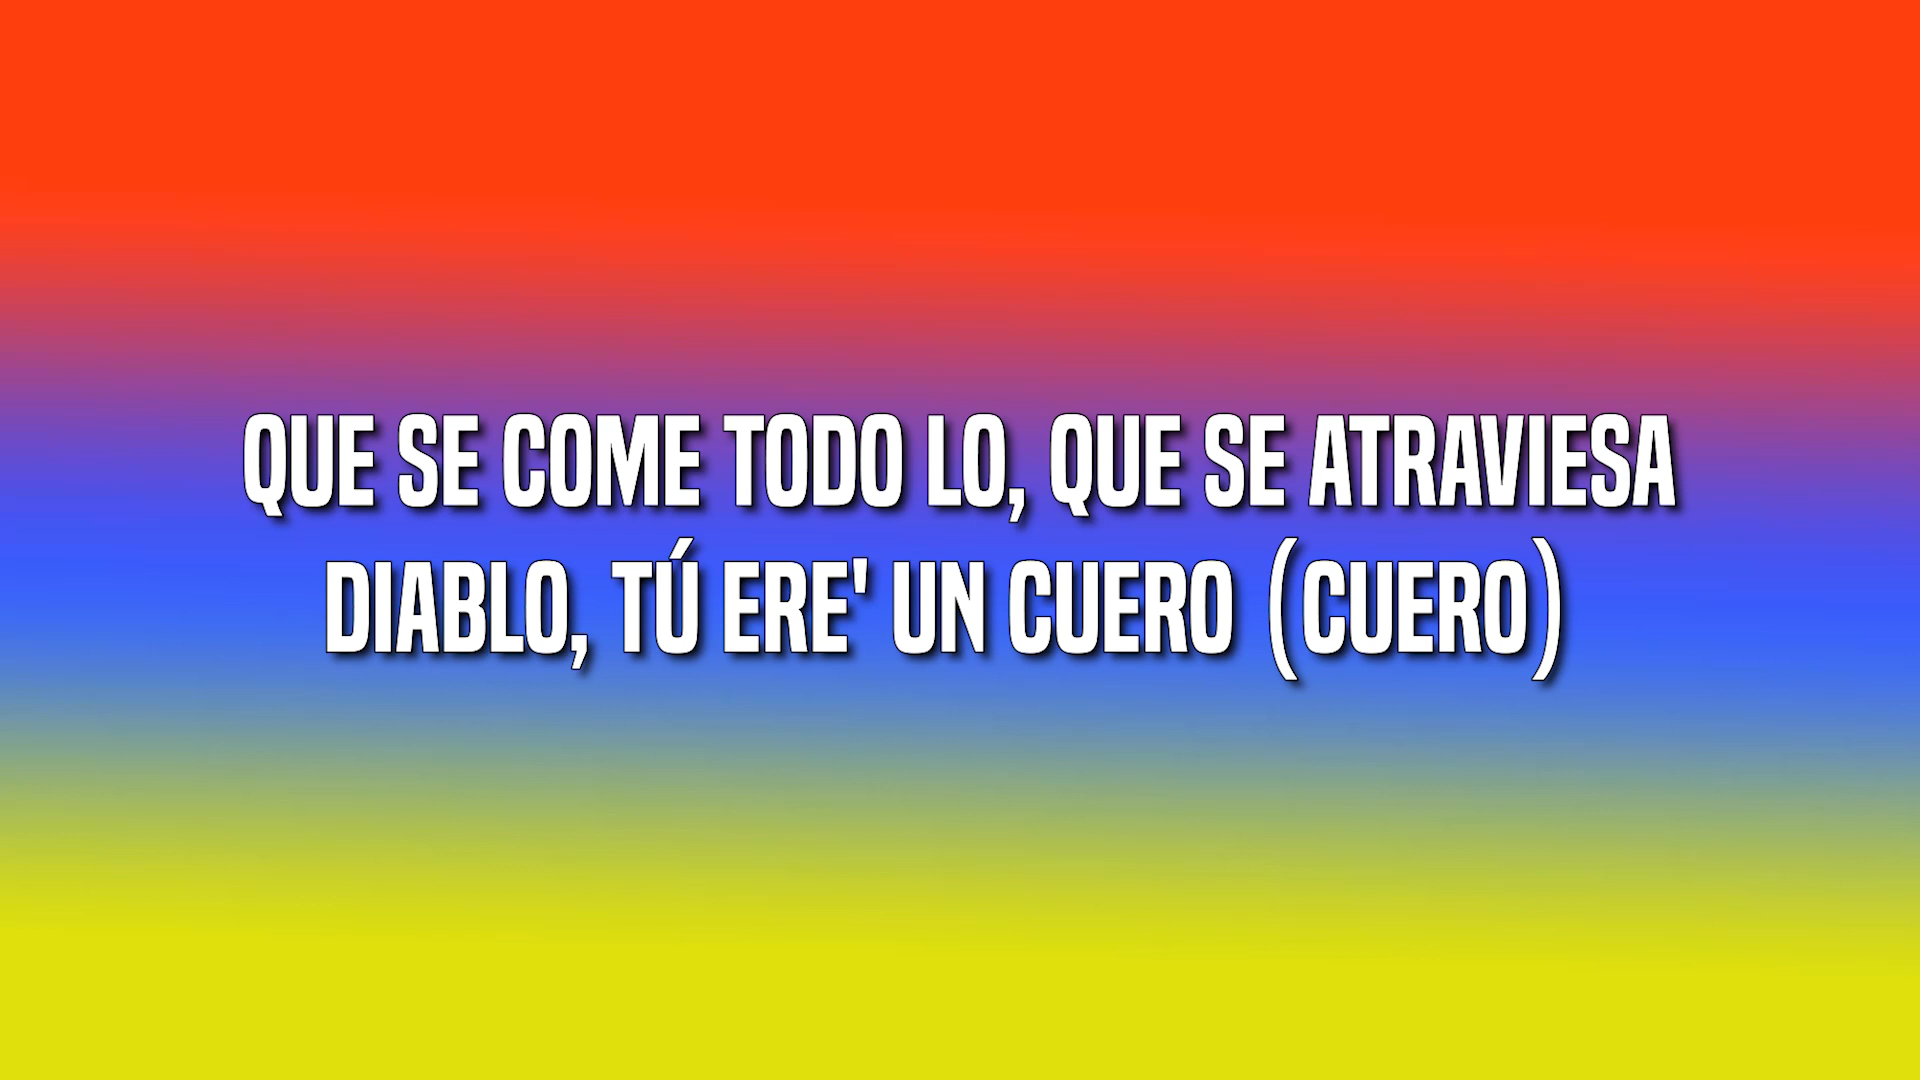 QUE SE COME TODO LO, QUE SE ATRAVIESA
DIABLO, TÚ ERE' UN CUERO (CUERO)